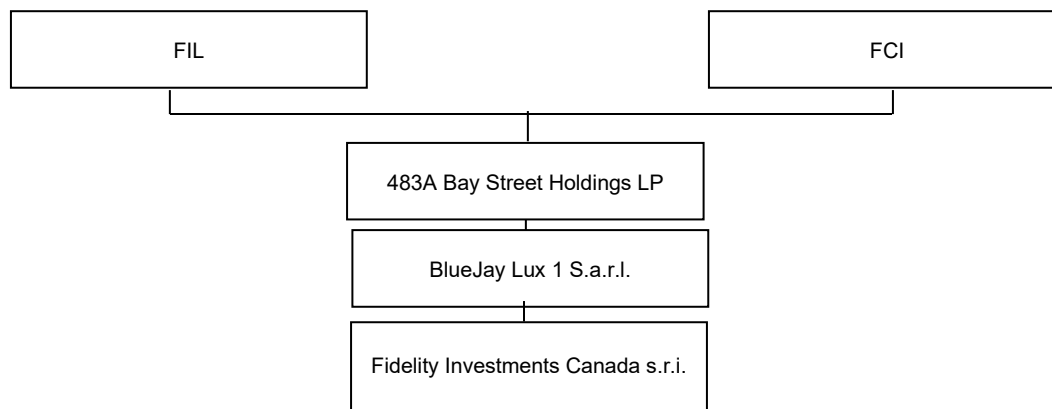 FIL
FCI
483A Bay Street Holdings LP
BlueJay Lux 1 S.a.r.l.
Fidelity Investments Canada s.r.i.